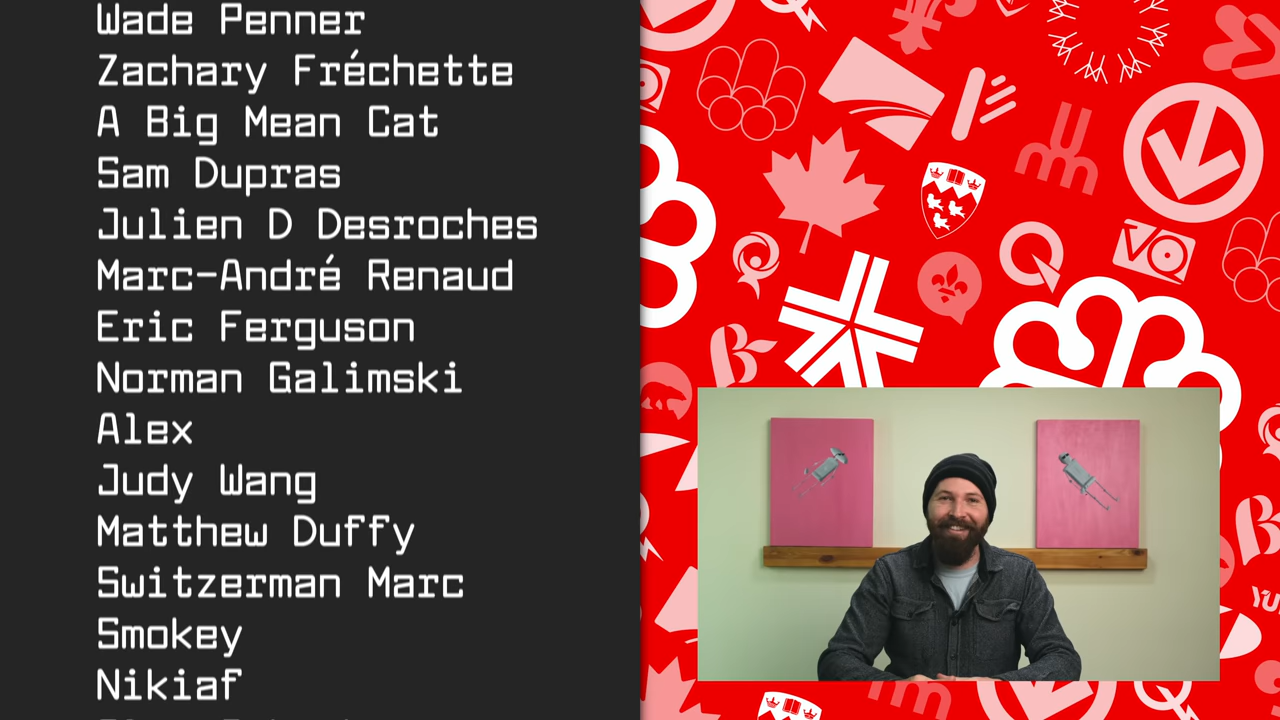 Wade Penner
Zachary Fréchette
A Big Mean Cat
Sam Dupras
Julien D Desroches
Marc-André Renaud
Eric Ferguson
Norman Galimski
Alex
Judy Wang
Matthew Duffy
Switzerman Marc
Smokey
Nikiaf